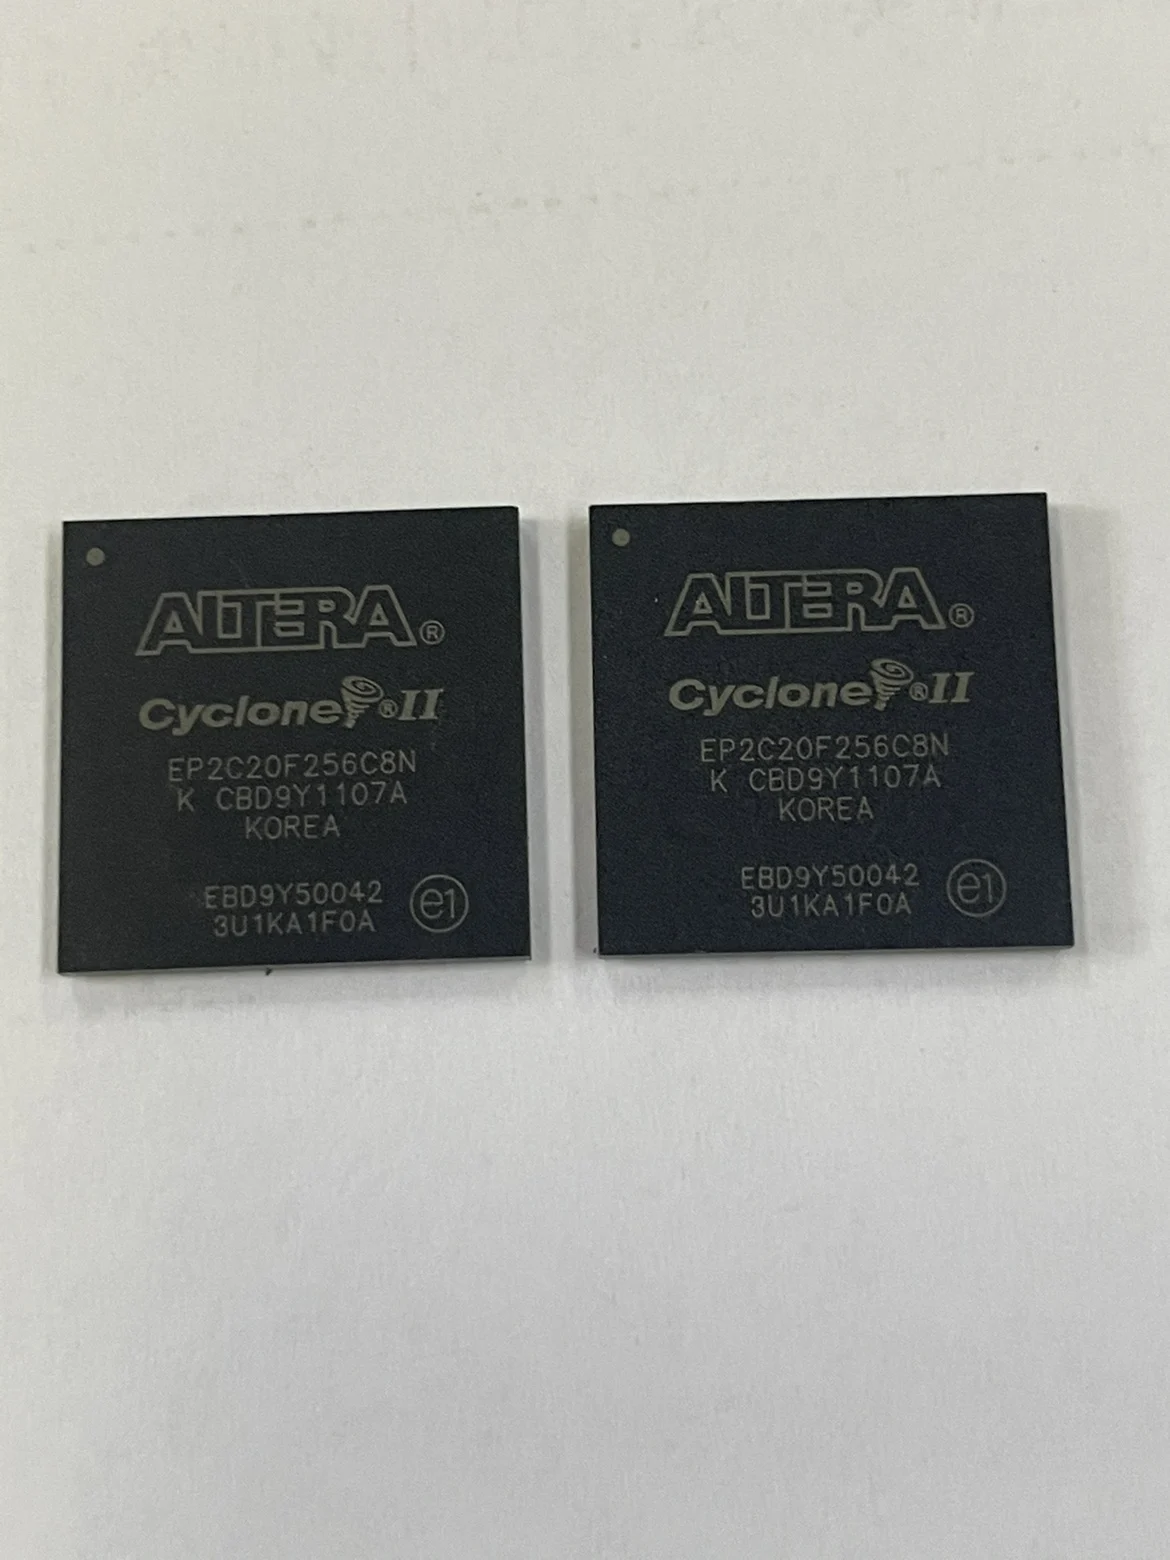 ALTERA®
Cyclone®II
EP2C20F256C8N
K CBD9Y1107A
KOREA
EBD9Y50042
3U1KA1F0A
e1
ALTERA®
Cyclone®II
EP2C20F256C8N
K CBD9Y1107A
KOREA
EBD9Y50042
3U1KA1F0A
e1